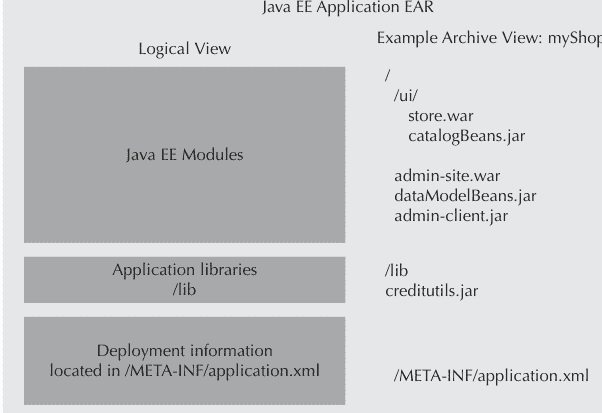 Java EE Application EAR
Logical View
Example Archive View: myShop
Java EE Modules
/
/ui/
store.war
catalogBeans.jar
admin-site.war
dataModelBeans.jar
admin-client.jar
Application libraries
/lib
/lib
creditutils.jar
Deployment information
located in /META-INF/application.xml
/META-INF/application.xml